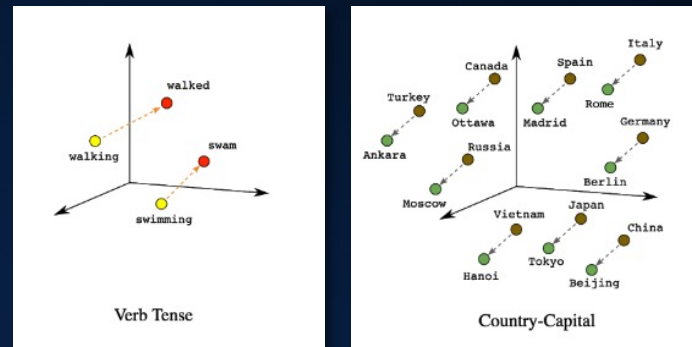 walked
walking
swam
swimming
Verb Tense
Italy
Canada
Spain
Rome
Turkey
Ottawa
Madrid
Germany
Ankara
Russia
Berlin
Moscow
Vietnam
Japan
China
Hanoi
Tokyo
Beijing
Country-Capital